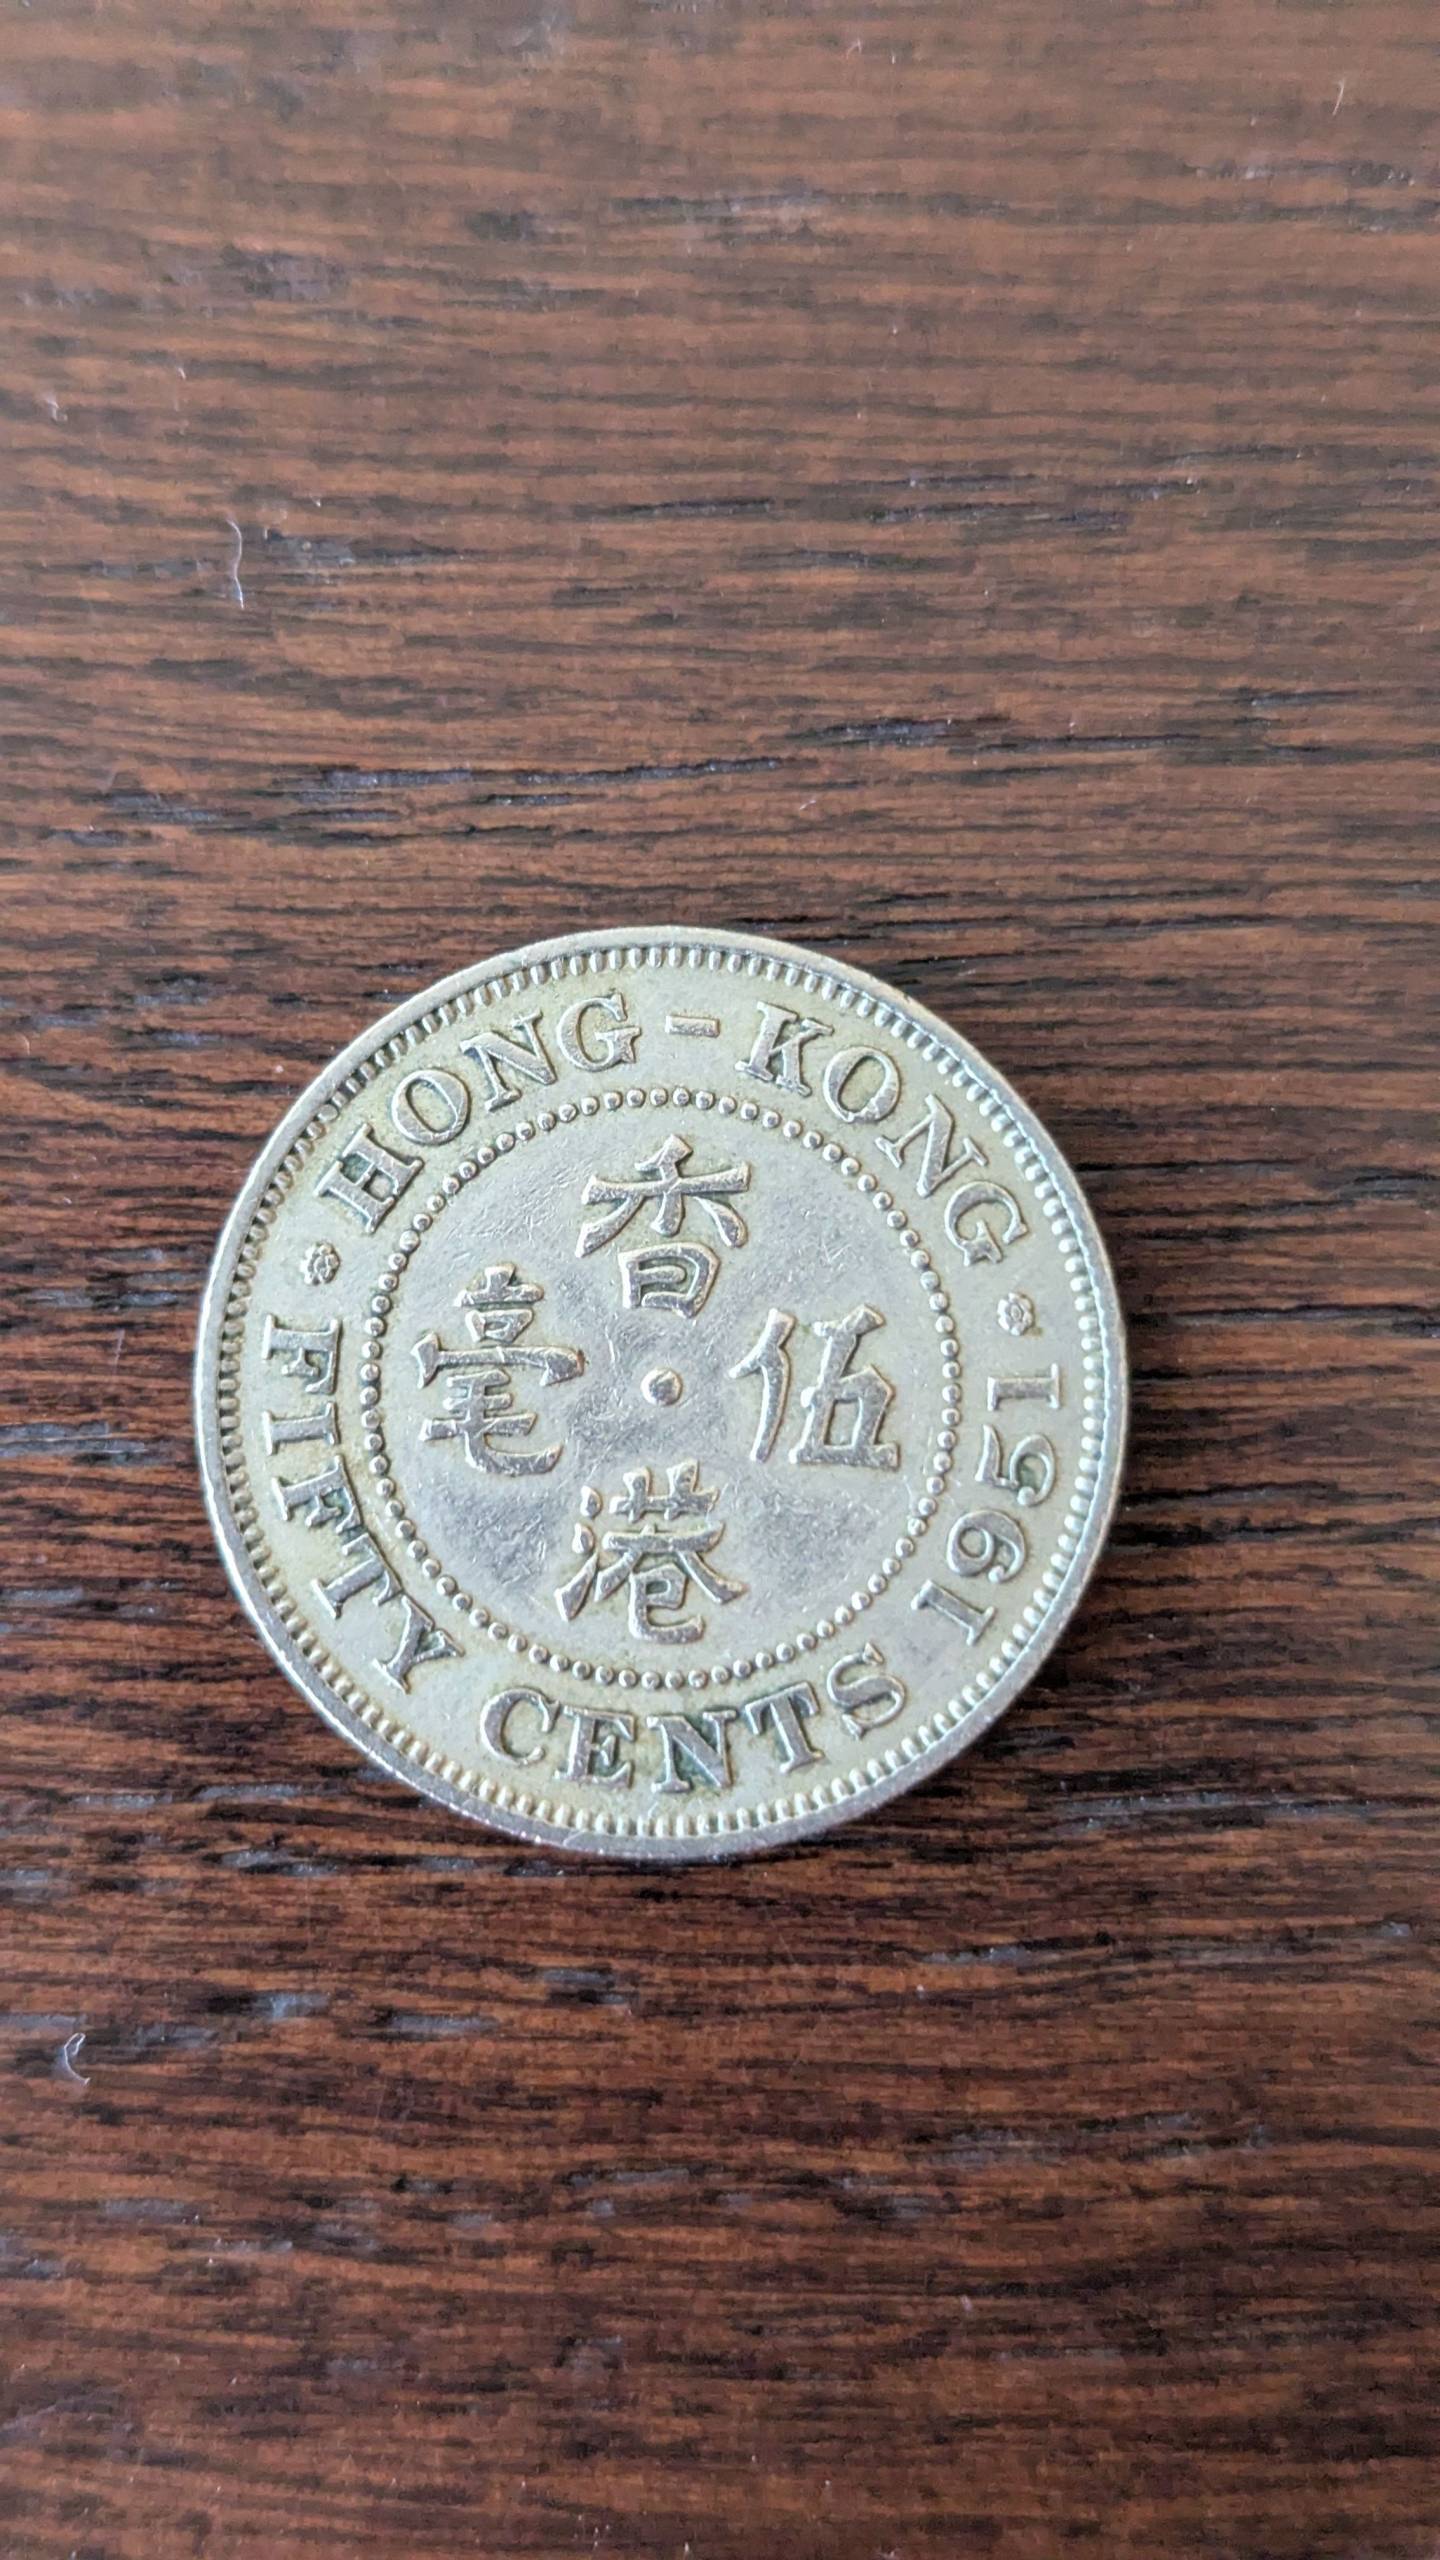 HONG-KONG
FIFTY CENTS 1951
香港
伍毫